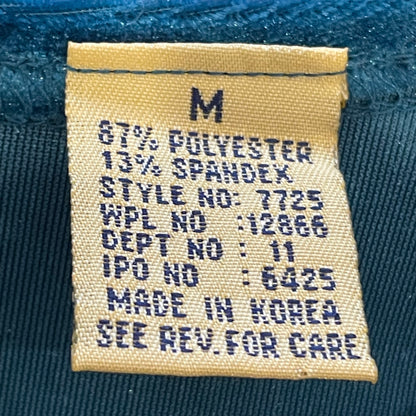 M
87% POLYESTER
13% SPANDEX
STYLE NO: 7725
WPL NO :12866
DEPT NO : 11
IPO NO : 6425
MADE IN KOREA
SEE REV. FOR CARE